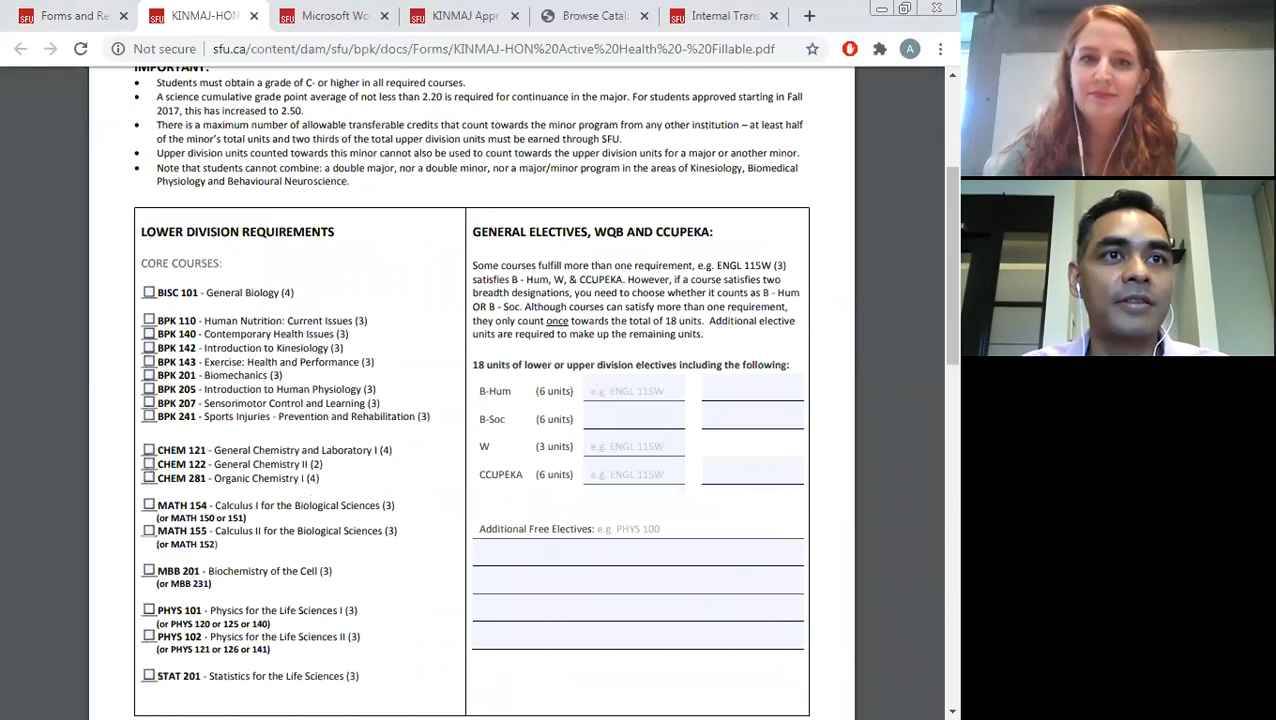 SFU Forms and Re
SFU KINMAJ-HON
SFU Microsoft Wo
SFU KINMAJ Appr
Browse Catal
SFU Internal Tran
Not secure
sfu.ca/content/dam/sfu/bpk/docs/Forms/KINMAJ-HON%20Active%20Health%20-%20Fillable.pdf
A
IMPORTANT:
• Students must obtain a grade of C- or higher in all required courses.
• A science cumulative grade point average of not less than 2.20 is required for continuance in the major. For students approved starting in Fall
2017, this has increased to 2.50.
• There is a maximum number of allowable transferable credits that count towards the minor program from any other institution – at least half
of the minor's total units and two thirds of the total upper division units must be earned through SFU.
• Upper division units counted towards this minor cannot also be used to count towards the upper division units for a major or another minor.
• Note that students cannot combine: a double major, nor a double minor, nor a major/minor program in the areas of Kinesiology, Biomedical
Physiology and Behavioural Neuroscience.
LOWER DIVISION REQUIREMENTS
CORE COURSES:
BISC 101 - General Biology (4)
BPK 110 - Human Nutrition: Current Issues (3)
BPK 140 - Contemporary Health Issues (3)
BPK 142 - Introduction to Kinesiology (3)
BPK 143 - Exercise: Health and Performance (3)
BPK 201 - Biomechanics (3)
BPK 205 - Introduction to Human Physiology (3)
BPK 207 - Sensorimotor Control and Learning (3)
BPK 241 - Sports Injuries - Prevention and Rehabilitation (3)
CHEM 121 - General Chemistry and Laboratory I (4)
CHEM 122 - General Chemistry II (2)
CHEM 281 - Organic Chemistry I (4)
MATH 154 - Calculus I for the Biological Sciences (3)
(or MATH 150 or 151)
MATH 155 - Calculus II for the Biological Sciences (3)
(or MATH 152)
MBB 201 - Biochemistry of the Cell (3)
(or MBB 231)
PHYS 101 - Physics for the Life Sciences I (3)
(or PHYS 120 or 125 or 140)
PHYS 102 - Physics for the Life Sciences II (3)
(or PHYS 121 or 126 or 141)
STAT 201 - Statistics for the Life Sciences (3)
GENERAL ELECTIVES, WQB AND CCUPEKA:
Some courses fulfill more than one requirement, e.g. ENGL 115W (3)
satisfies B - Hum, W, & CCUPEKA. However, if a course satisfies two
breadth designations, you need to choose whether it counts as B - Hum
OR B - Soc. Although courses can satisfy more than one requirement,
they only count once towards the total of 18 units. Additional elective
units are required to make up the remaining units.
18 units of lower or upper division electives including the following:
B-Hum (6 units) e.g. ENGL 115W
B-Soc (6 units)
W (3 units) e.g. ENGL 115W
CCUPEKA (6 units) e.g. ENGL 115W
Additional Free Electives: e.g. PHYS 100